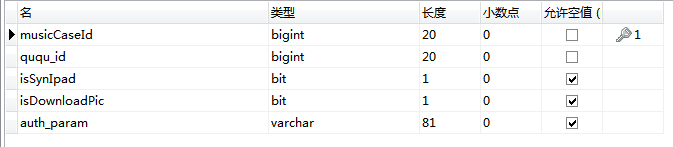 名 类型 长度 小数点 允许空值 (
musicCaseId bigint 20 0 1
ququ_id bigint 20 0
isSynIpad bit 1 0
isDownloadPic bit 1 0
auth_param varchar 81 0